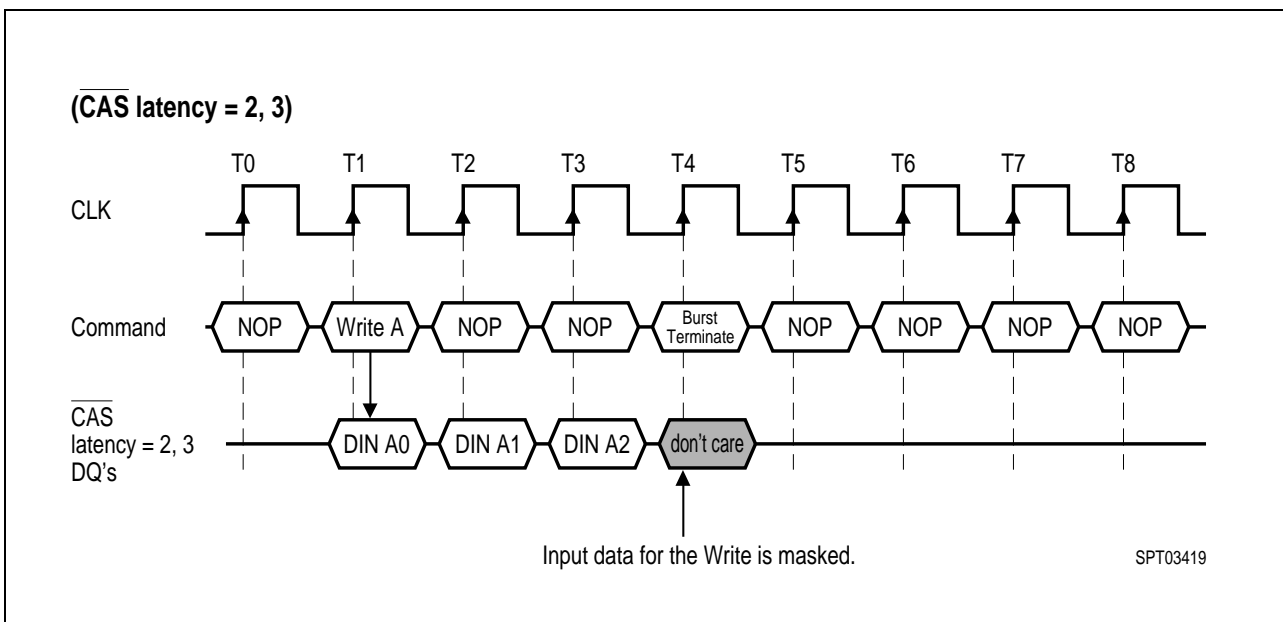 (CAS latency = 2, 3)
T0 T1 T2 T3 T4 T5 T6 T7 T8
CLK
Command NOP Write A NOP NOP Burst Terminate NOP NOP NOP NOP
CAS
latency = 2, 3
DQ's
DIN A0 DIN A1 DIN A2 don't care
Input data for the Write is masked.
SPT03419